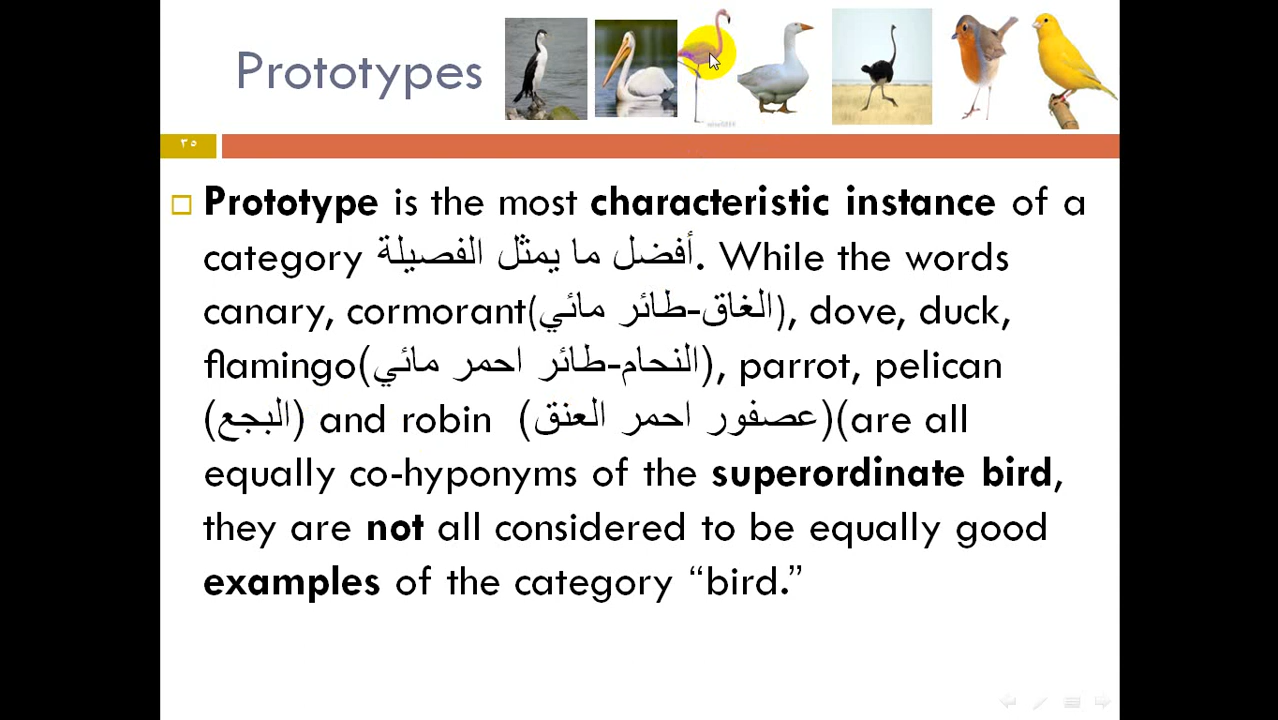 Prototypes
٣٥
Prototype is the most characteristic instance of a
category أفضل ما يمثل الفصيلة. While the words
canary, cormorant(الغاق-طائر مائي), dove, duck,
flamingo(النحام-طائر احمر مائي), parrot, pelican
(البجع) and robin (عصفور احمر العنق)(are all
equally co-hyponyms of the superordinate bird,
they are not all considered to be equally good
examples of the category “bird.”